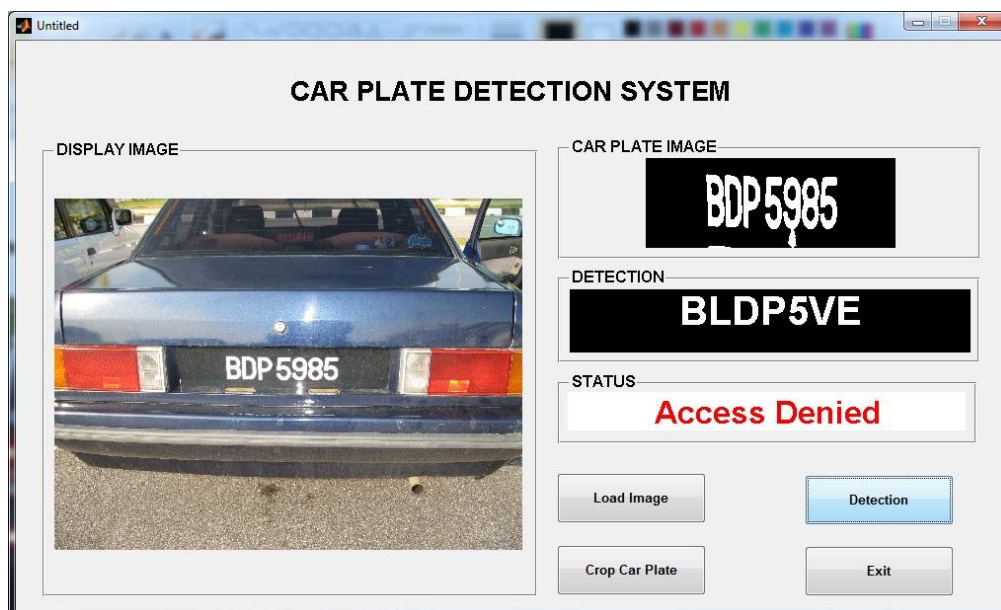 Untitled
CAR PLATE DETECTION SYSTEM
DISPLAY IMAGE
BDP 5985
CAR PLATE IMAGE
BDP 5985
DETECTION
BLDP5VE
STATUS
Access Denied
Load Image
Detection
Crop Car Plate
Exit